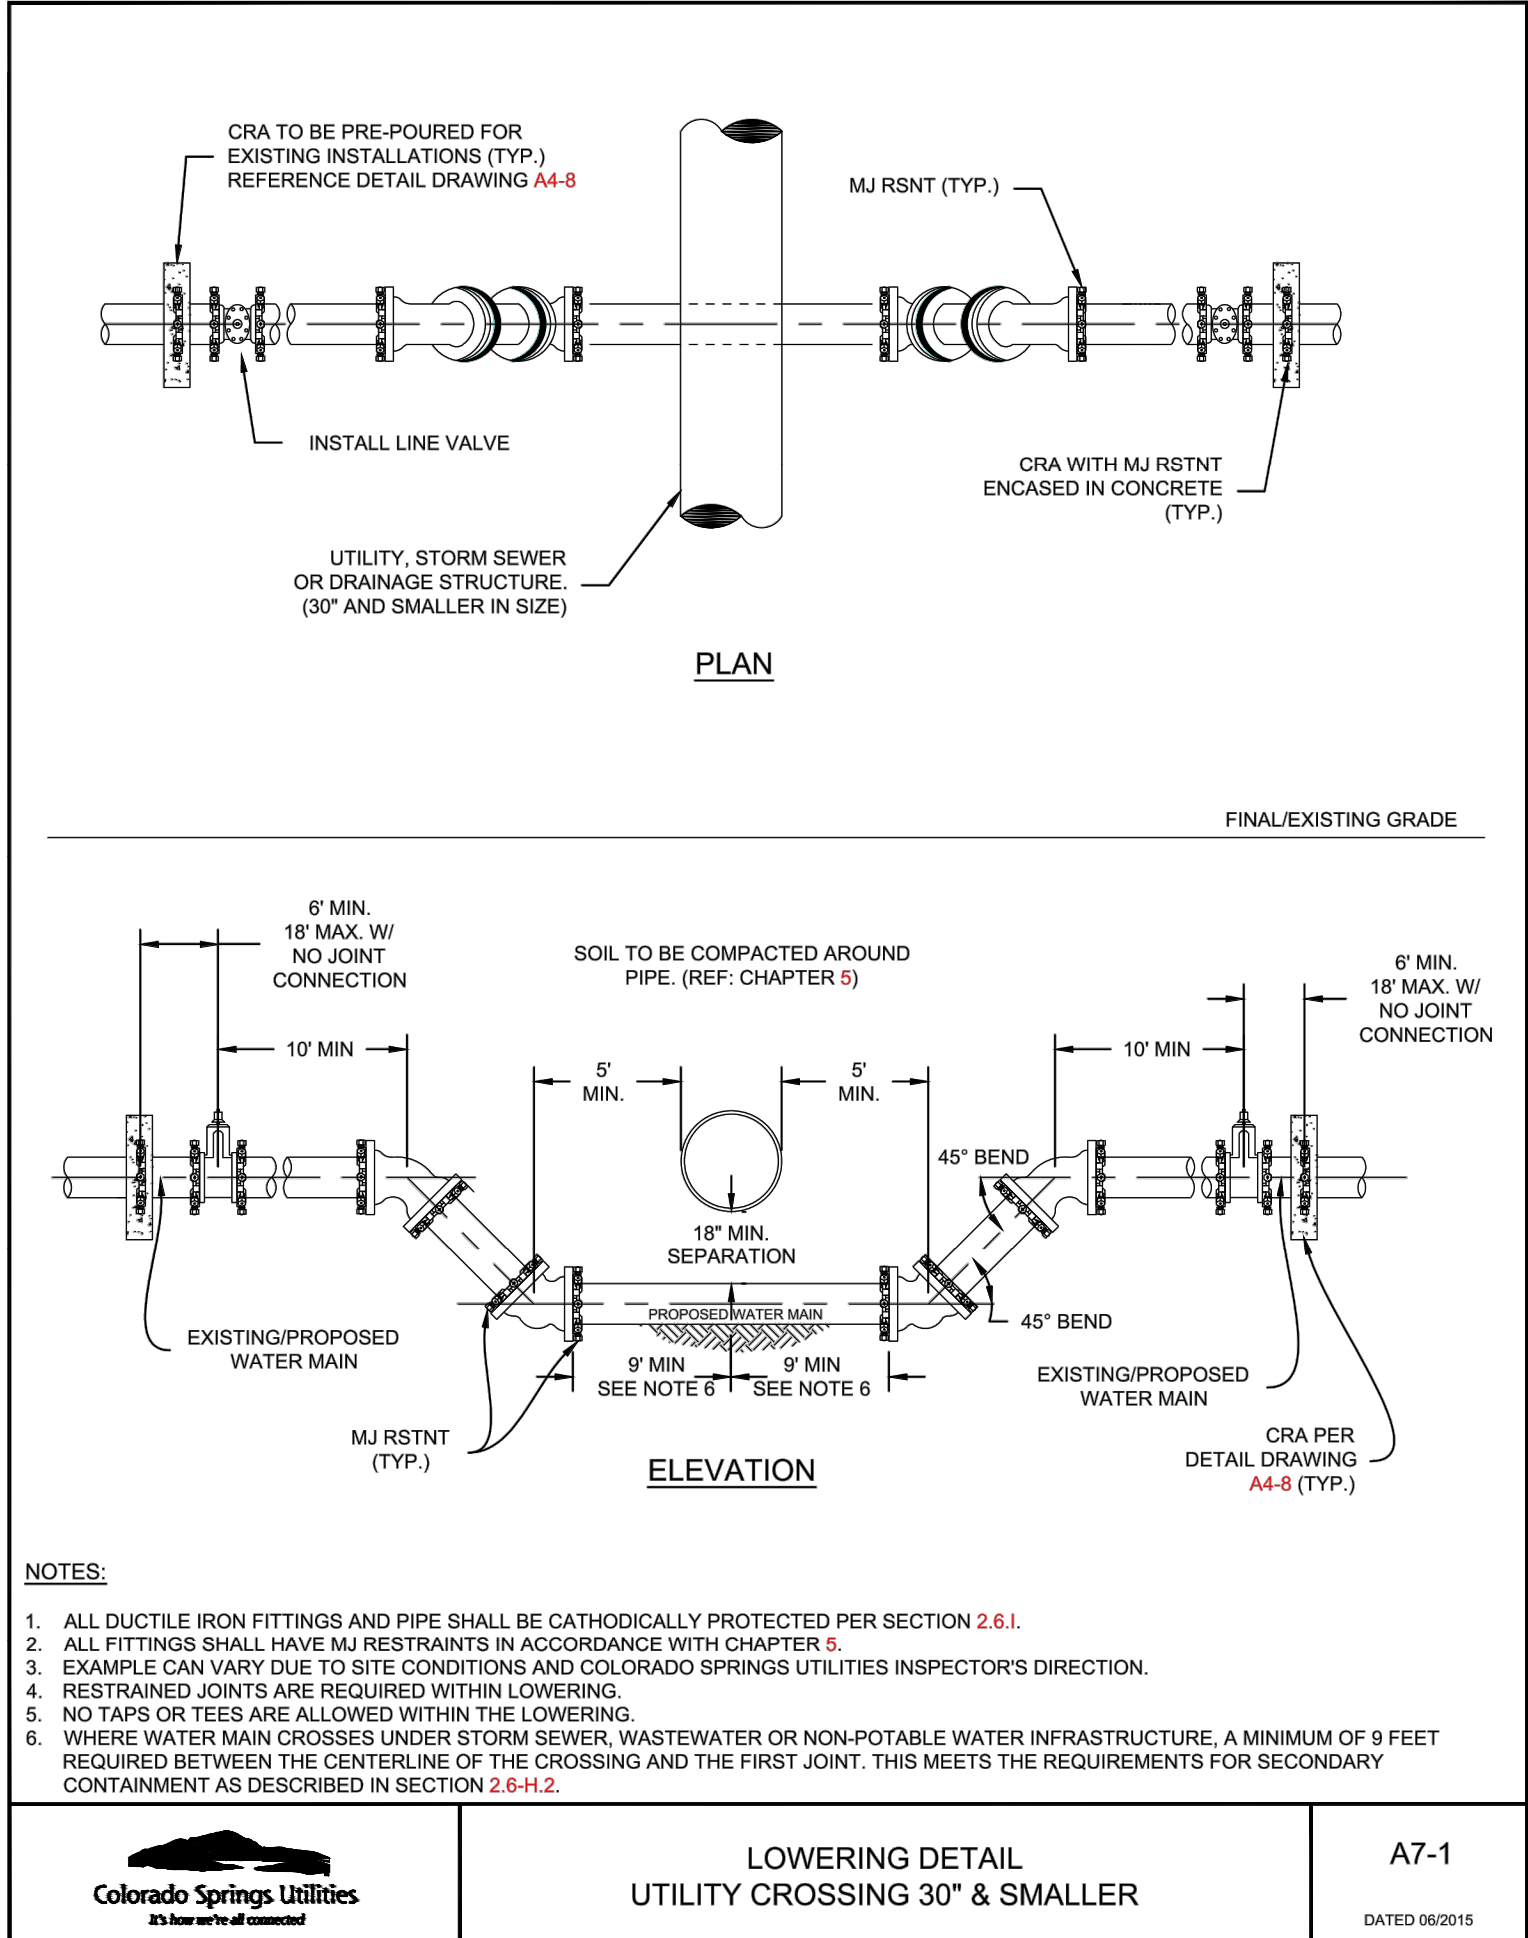 CRA TO BE PRE-POURED FOR
EXISTING INSTALLATIONS (TYP.)
REFERENCE DETAIL DRAWING A4-8
MJ RSNT (TYP.)
INSTALL LINE VALVE
CRA WITH MJ RSTNT
ENCASED IN CONCRETE
(TYP.)
UTILITY, STORM SEWER
OR DRAINAGE STRUCTURE.
(30" AND SMALLER IN SIZE)
PLAN
FINAL/EXISTING GRADE
6' MIN.
18' MAX. W/
NO JOINT
CONNECTION
SOIL TO BE COMPACTED AROUND
PIPE. (REF: CHAPTER 5)
6' MIN.
18' MAX. W/
NO JOINT
CONNECTION
10' MIN
5'
MIN.
5'
MIN.
10' MIN
45° BEND
18" MIN.
SEPARATION
PROPOSED WATER MAIN
45° BEND
EXISTING/PROPOSED
WATER MAIN
9' MIN
SEE NOTE 6
9' MIN
SEE NOTE 6
EXISTING/PROPOSED
WATER MAIN
MJ RSTNT
(TYP.)
CRA PER
DETAIL DRAWING
A4-8 (TYP.)
ELEVATION
NOTES:
1. ALL DUCTILE IRON FITTINGS AND PIPE SHALL BE CATHODICALLY PROTECTED PER SECTION 2.6.I.
2. ALL FITTINGS SHALL HAVE MJ RESTRAINTS IN ACCORDANCE WITH CHAPTER 5.
3. EXAMPLE CAN VARY DUE TO SITE CONDITIONS AND COLORADO SPRINGS UTILITIES INSPECTOR'S DIRECTION.
4. RESTRAINED JOINTS ARE REQUIRED WITHIN LOWERING.
5. NO TAPS OR TEES ARE ALLOWED WITHIN THE LOWERING.
6. WHERE WATER MAIN CROSSES UNDER STORM SEWER, WASTEWATER OR NON-POTABLE WATER INFRASTRUCTURE, A MINIMUM OF 9 FEET
REQUIRED BETWEEN THE CENTERLINE OF THE CROSSING AND THE FIRST JOINT. THIS MEETS THE REQUIREMENTS FOR SECONDARY
CONTAINMENT AS DESCRIBED IN SECTION 2.6-H.2.
Colorado Springs Utilities
It's how we're all connected
LOWERING DETAIL
UTILITY CROSSING 30" & SMALLER
A7-1
DATED 06/2015